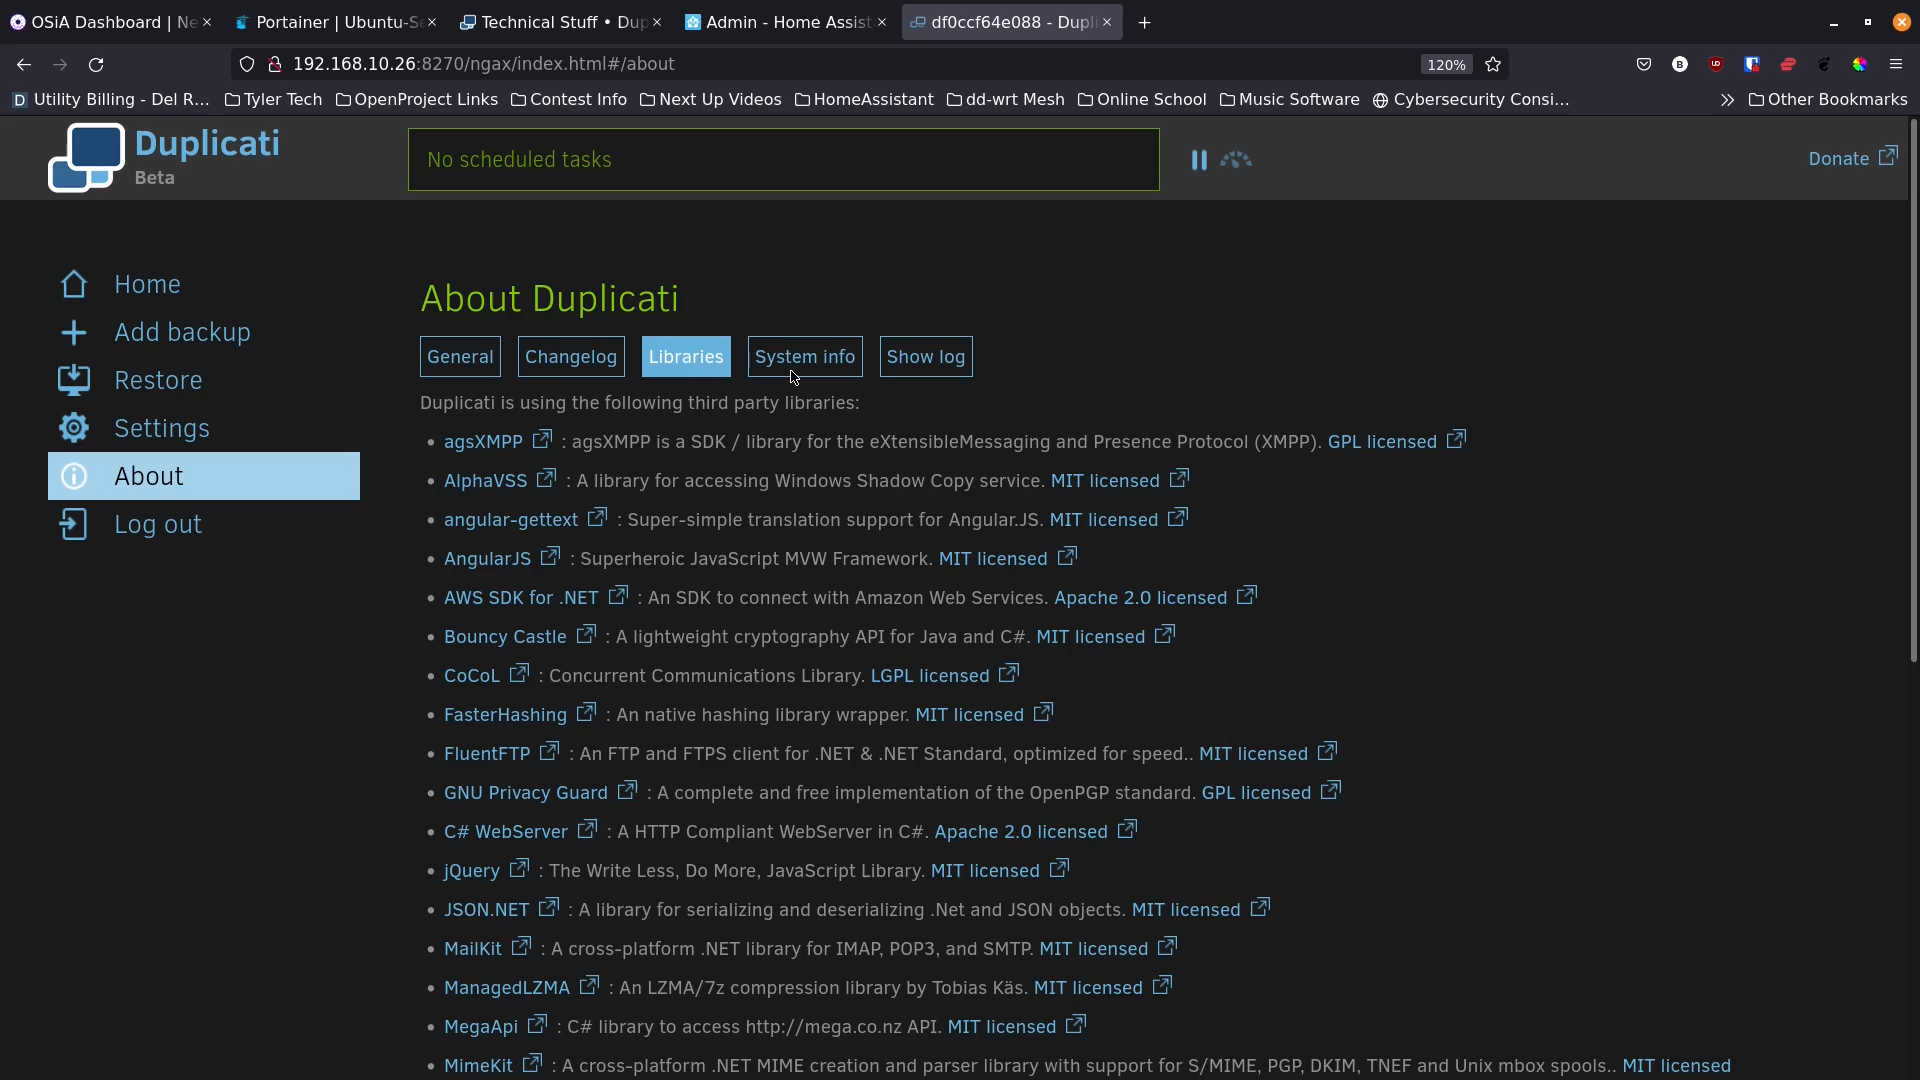 OSiA Dashboard | Ne
Portainer | Ubuntu-Se
Technical Stuff • Dup
Admin - Home Assist
df0ccf64e088 - Dupli
192.168.10.26:8270/ngax/index.html#/about
120%
Utility Billing - Del R...
Tyler Tech
OpenProject Links
Contest Info
Next Up Videos
HomeAssistant
dd-wrt Mesh
Online School
Music Software
Cybersecurity Consi...
Other Bookmarks
Duplicati
Beta
No scheduled tasks
Donate
Home
Add backup
Restore
Settings
About
Log out
About Duplicati
General Changelog Libraries System info Show log
Duplicati is using the following third party libraries:
• agsXMPP : agsXMPP is a SDK / library for the eXtensibleMessaging and Presence Protocol (XMPP). GPL licensed
• AlphaVSS : A library for accessing Windows Shadow Copy service. MIT licensed
• angular-gettext : Super-simple translation support for Angular.JS. MIT licensed
• AngularJS : Superheroic JavaScript MVW Framework. MIT licensed
• AWS SDK for .NET : An SDK to connect with Amazon Web Services. Apache 2.0 licensed
• Bouncy Castle : A lightweight cryptography API for Java and C#. MIT licensed
• CoCoL : Concurrent Communications Library. LGPL licensed
• FasterHashing : An native hashing library wrapper. MIT licensed
• FluentFTP : An FTP and FTPS client for .NET & .NET Standard, optimized for speed.. MIT licensed
• GNU Privacy Guard : A complete and free implementation of the OpenPGP standard. GPL licensed
• C# WebServer : A HTTP Compliant WebServer in C#. Apache 2.0 licensed
• jQuery : The Write Less, Do More, JavaScript Library. MIT licensed
• JSON.NET : A library for serializing and deserializing .Net and JSON objects. MIT licensed
• MailKit : A cross-platform .NET library for IMAP, POP3, and SMTP. MIT licensed
• ManagedLZMA : An LZMA/7z compression library by Tobias Käs. MIT licensed
• MegaApi : C# library to access http://mega.co.nz API. MIT licensed
• MimeKit : A cross-platform .NET MIME creation and parser library with support for S/MIME, PGP, DKIM, TNEF and Unix mbox spools.. MIT licensed